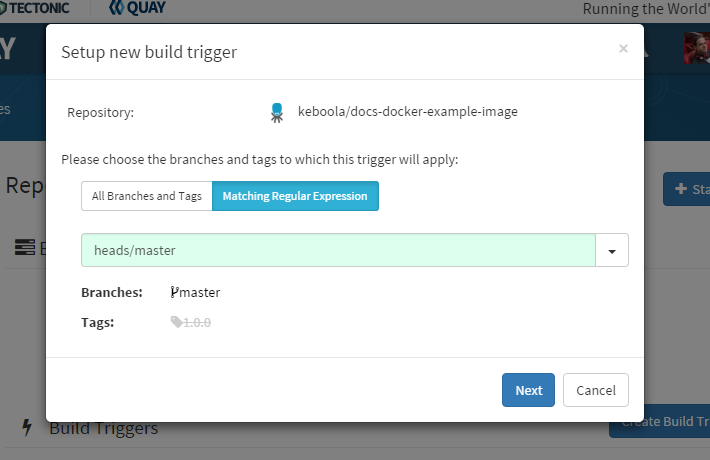 TECTONIC QUAY Running the World'
AY
Setup new build trigger ×
es
Repository: keboola/docs-docker-example-image
Please choose the branches and tags to which this trigger will apply:
Rep
All Branches and Tags Matching Regular Expression
Sta
heads/master
Branches: master
Tags: 1.0.0
Next Cancel
Build Triggers Create Build Tr